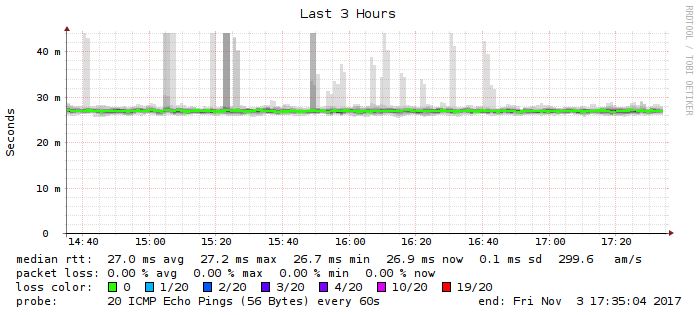 Last 3 Hours
RRDTOOL / TOBI OETIKER
Seconds
40 m
30 m
20 m
10 m
0
14:40 15:00 15:20 15:40 16:00 16:20 16:40 17:00 17:20
median rtt: 27.0 ms avg 27.2 ms max 26.7 ms min 26.9 ms now 0.1 ms sd 299.6 am/s
packet loss: 0.00 % avg 0.00 % max 0.00 % min 0.00 % now
loss color: 0 1/20 2/20 3/20 4/20 10/20 19/20
probe: 20 ICMP Echo Pings (56 Bytes) every 60s end: Fri Nov 3 17:35:04 2017